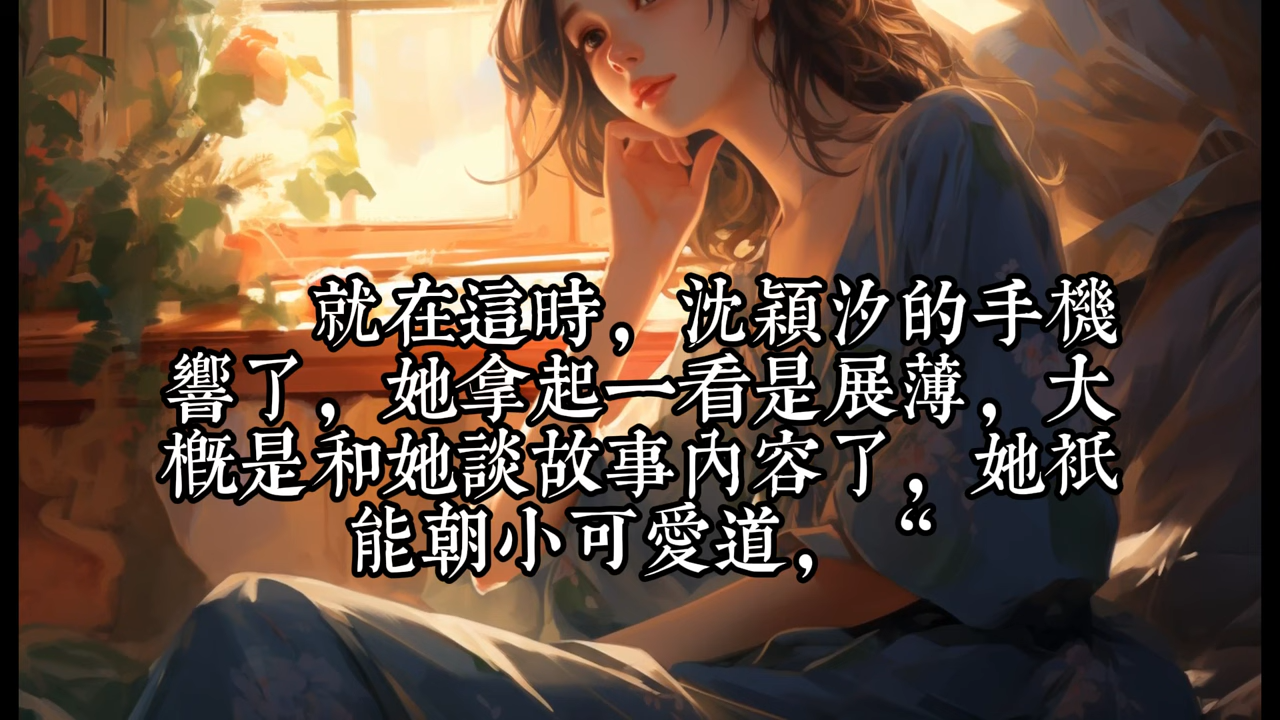 就在這時，沈穎汐的手機
響了，她拿起一看是展薄，大
概是和她談故事內容了，她衹
能朝小可愛道，“